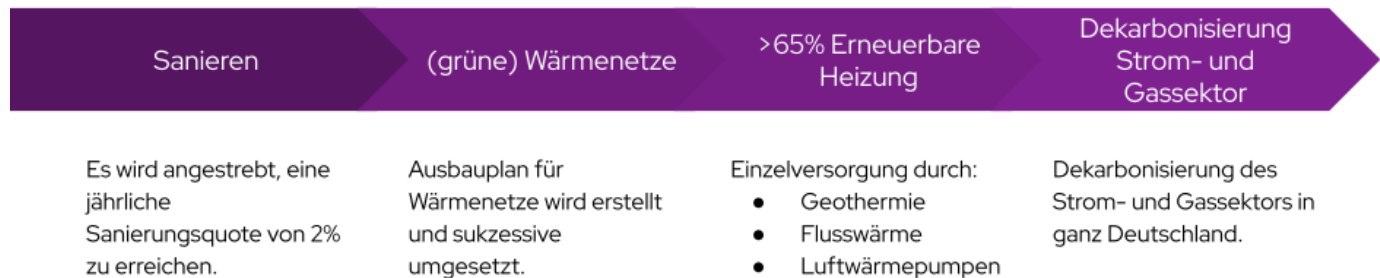 Sanieren
(grüne) Wärmenetze
>65% Erneuerbare
Heizung
Dekarbonisierung
Strom- und
Gassektor
Es wird angestrebt, eine
jährliche
Sanierungsquote von 2%
zu erreichen.
Ausbauplan für
Wärmenetze wird erstellt
und sukzessive
umgesetzt.
Einzelversorgung durch:
● Geothermie
● Flusswärme
● Luftwärmepumpen
Dekarbonisierung des
Strom- und Gassektors in
ganz Deutschland.